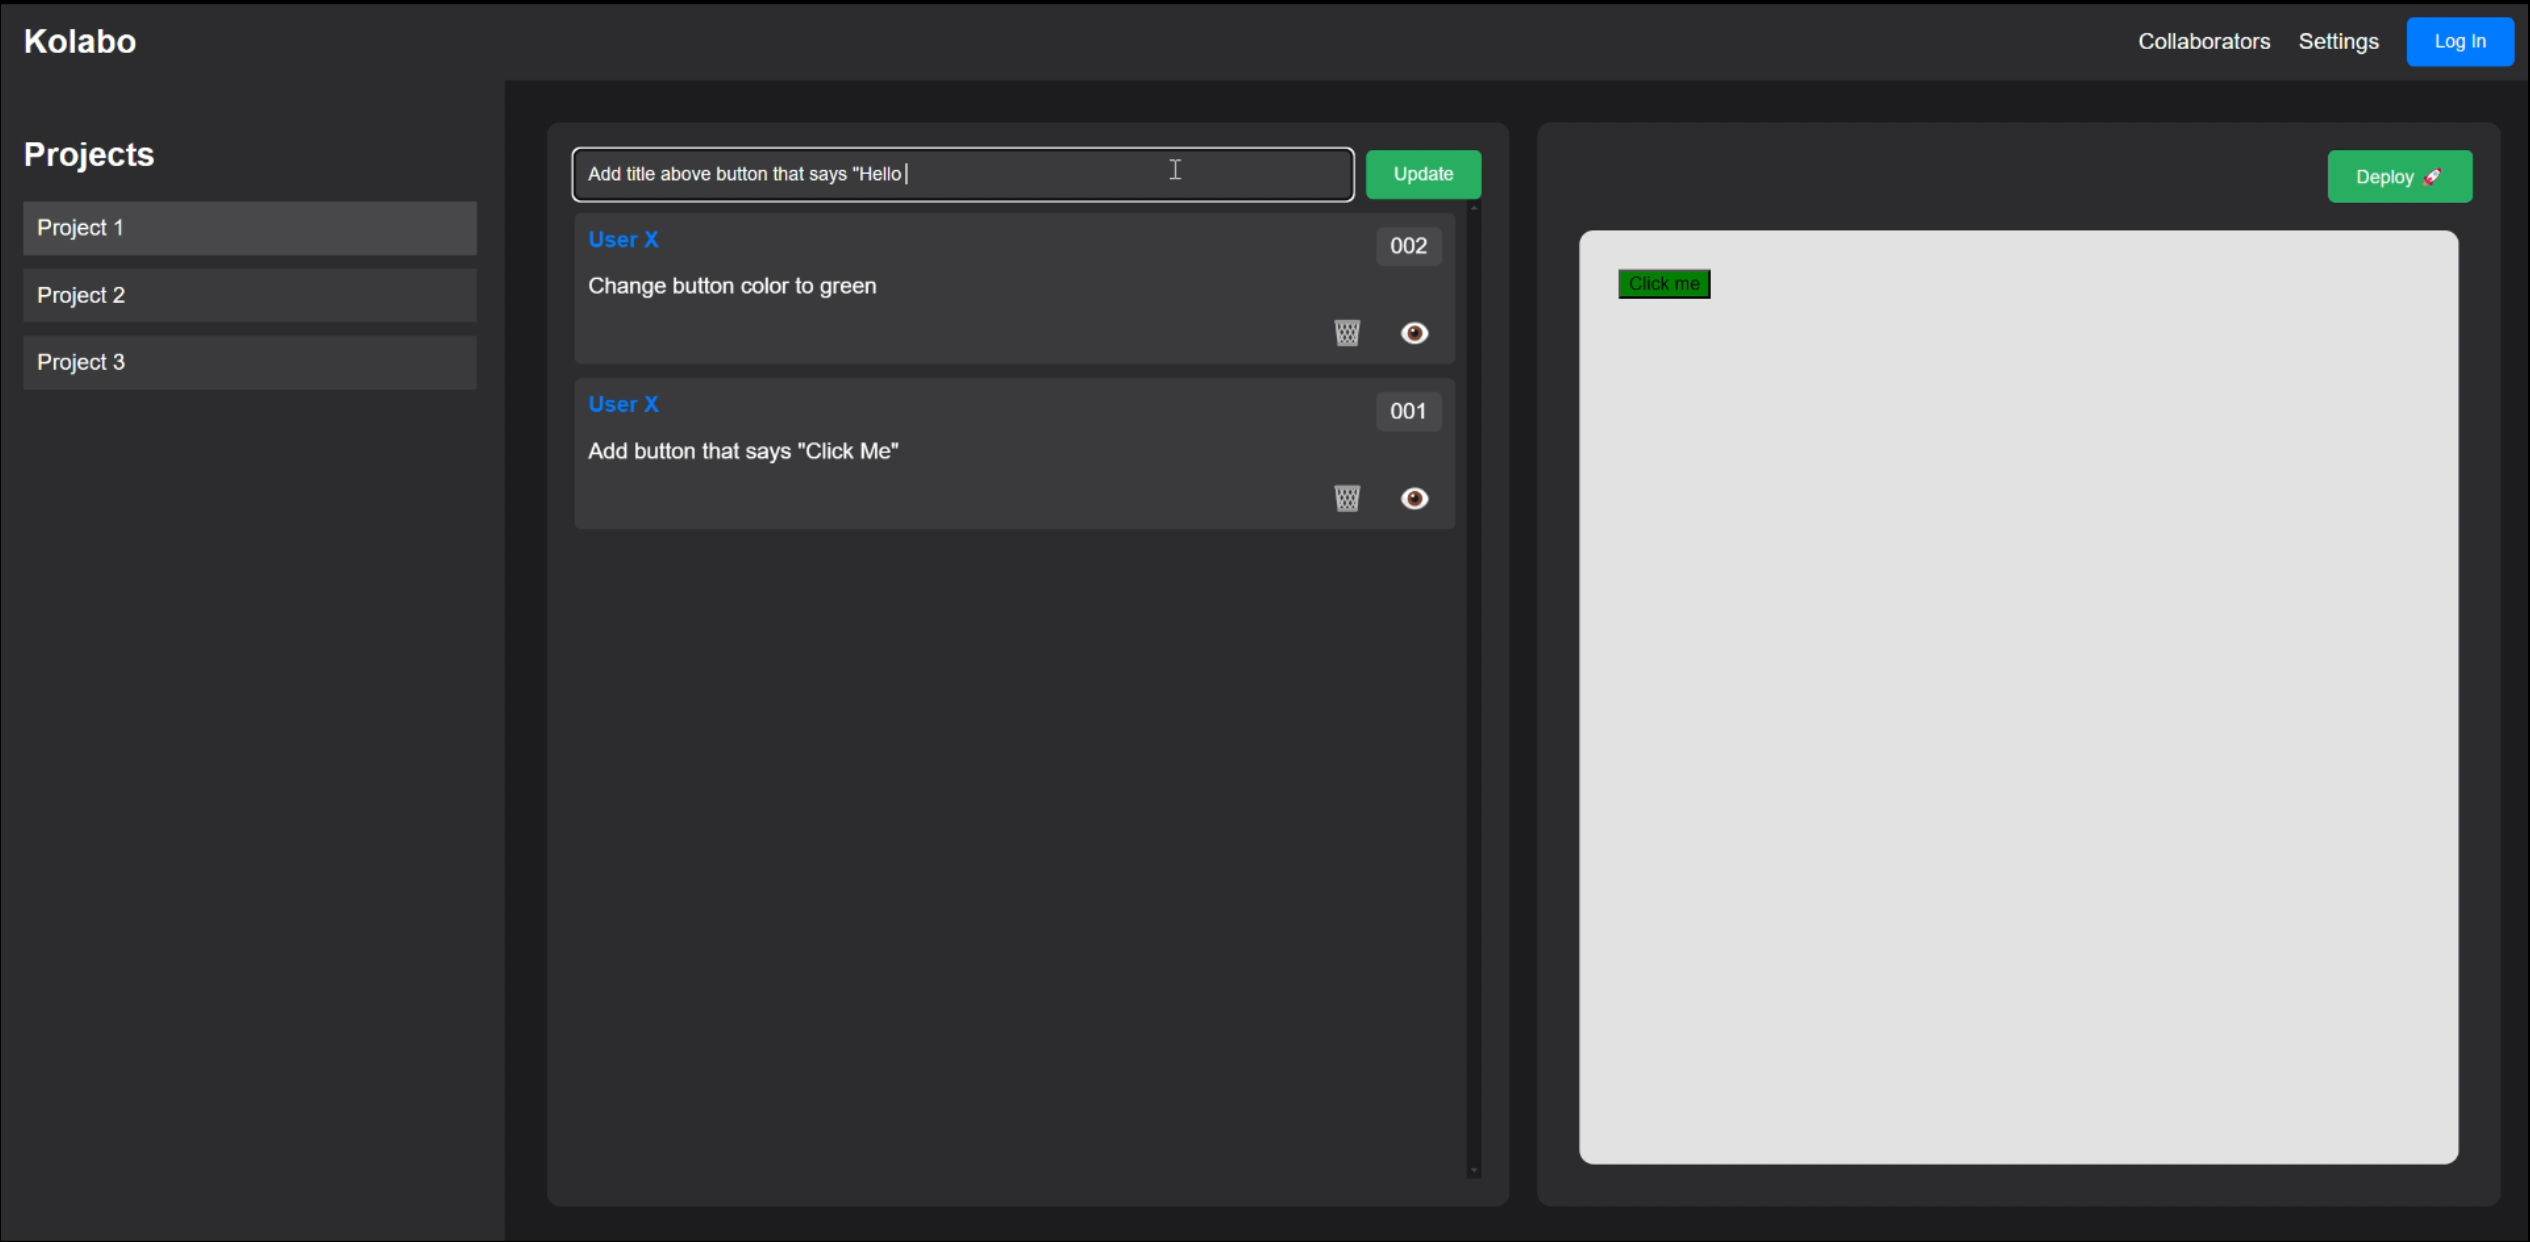 Kolabo
Collaborators Settings Log In
Projects
Project 1
Project 2
Project 3
Add title above button that says "Hello
Update
User X
002
Change button color to green
User X
001
Add button that says "Click Me"
Deploy 🚀
Click me